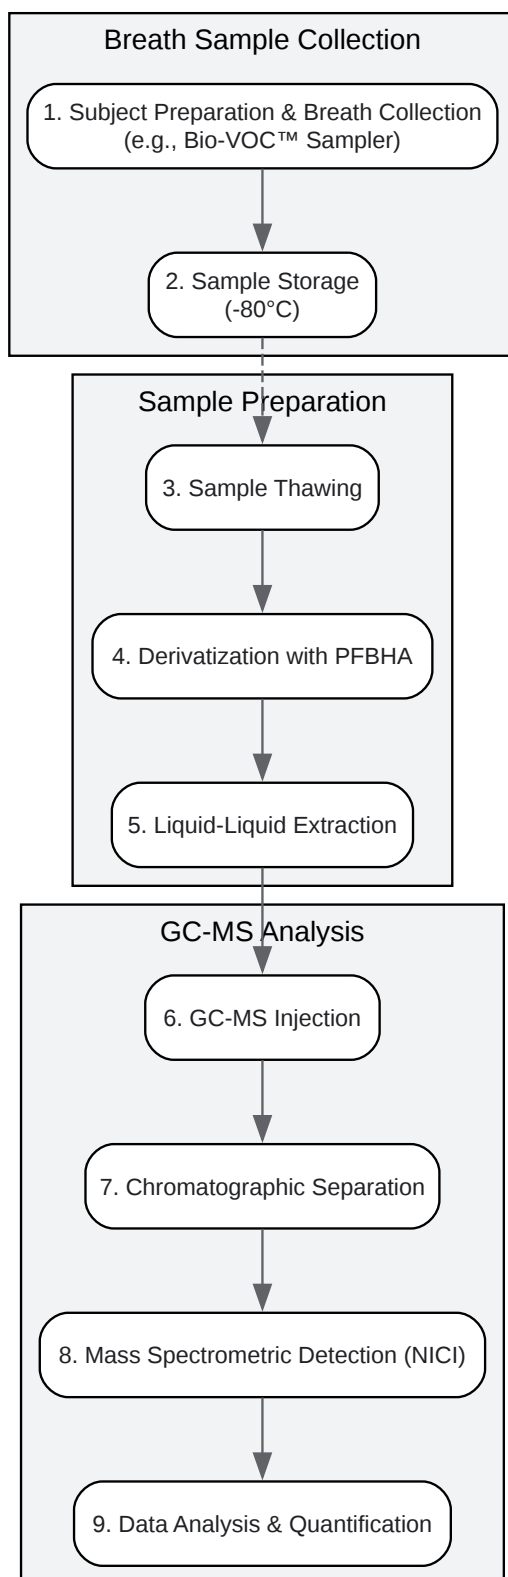 Breath Sample Collection
1. Subject Preparation & Breath Collection
(e.g., Bio-VOC™ Sampler)
2. Sample Storage
(-80°C)
Sample Preparation
3. Sample Thawing
4. Derivatization with PFBHA
5. Liquid-Liquid Extraction
GC-MS Analysis
6. GC-MS Injection
7. Chromatographic Separation
8. Mass Spectrometric Detection (NICI)
9. Data Analysis & Quantification